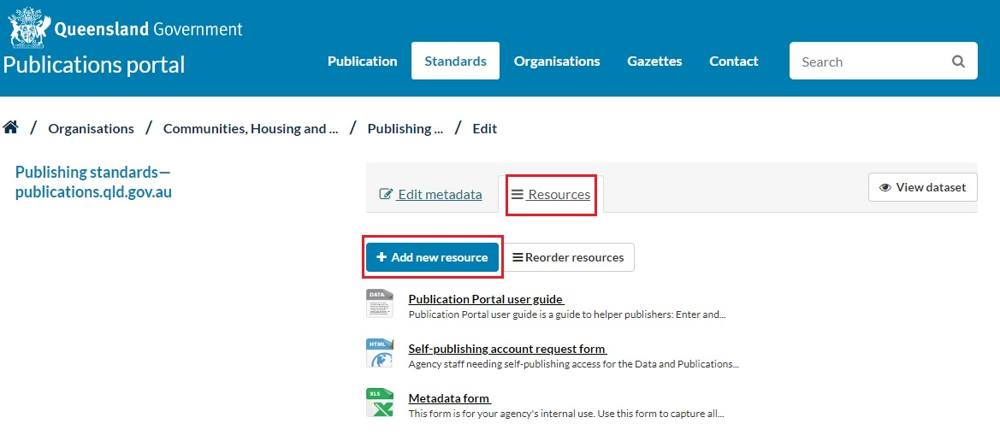 Queensland Government
Publications portal
Publication Standards Organisations Gazettes Contact Search
/ Organisations / Communities, Housing and ... / Publishing ... / Edit
Publishing standards—
publications.qld.gov.au
Edit metadata Resources View dataset
+ Add new resource Reorder resources
DATA
Publication Portal user guide
Publication Portal user guide is a guide to helper publishers: Enter and...
HTML
Self-publishing account request form
Agency staff needing self-publishing access for the Data and Publications...
XLS
Metadata form
This form is for your agency's internal use. Use this form to capture all...